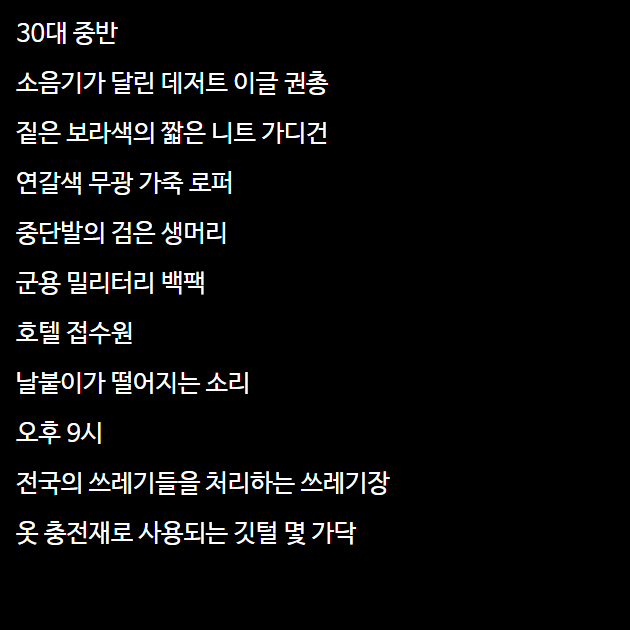 30대 중반
소음기가 달린 데저트 이글 권총
짙은 보라색의 짧은 니트 가디건
연갈색 무광 가죽 로퍼
중단발의 검은 생머리
군용 밀리터리 백팩
호텔 접수원
날붙이가 떨어지는 소리
오후 9시
전국의 쓰레기들을 처리하는 쓰레기장
옷 충전재로 사용되는 깃털 몇 가닥